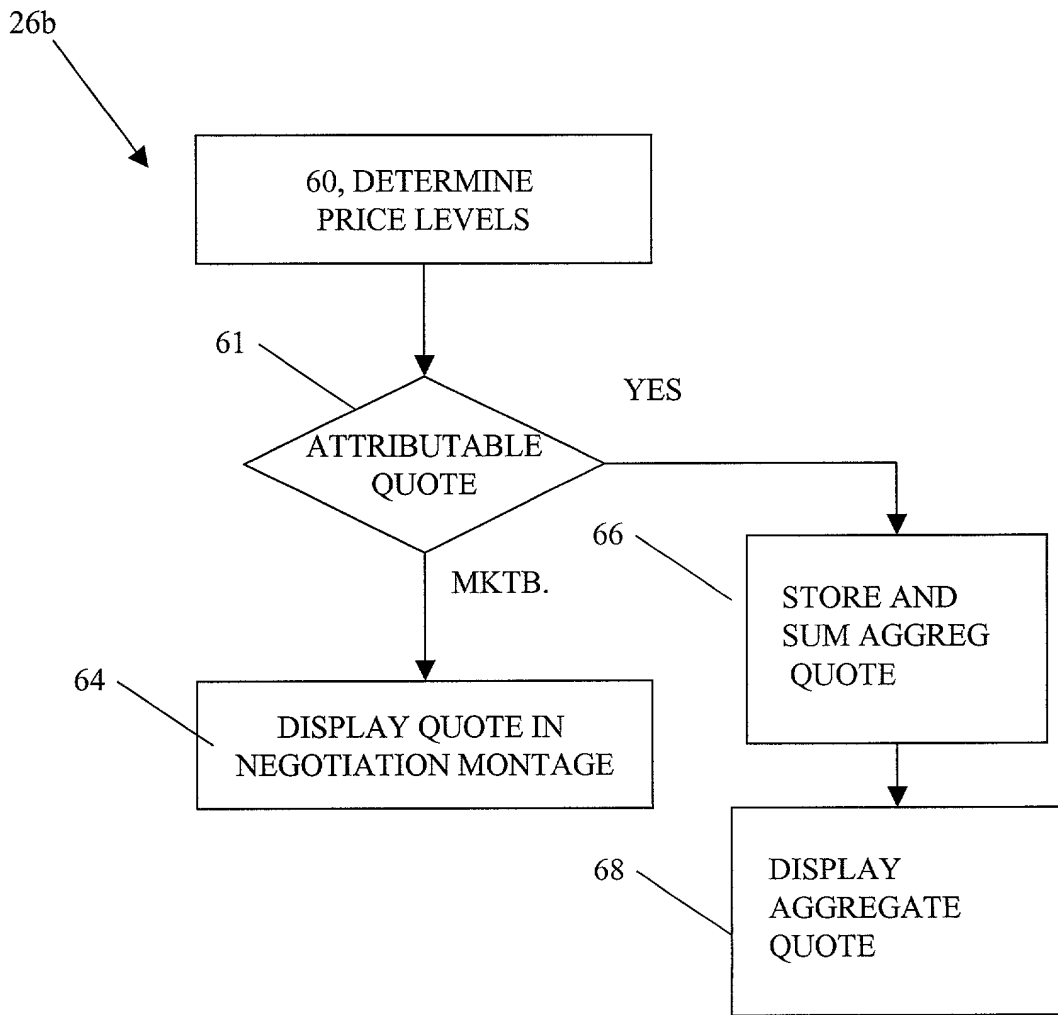 26b
60, DETERMINE
PRICE LEVELS
61
YES
ATTRIBUTABLE
QUOTE
66
MKTB.
STORE AND
SUM AGGREG
QUOTE
64
DISPLAY QUOTE IN
NEGOTIATION MONTAGE
68
DISPLAY
AGGREGATE
QUOTE